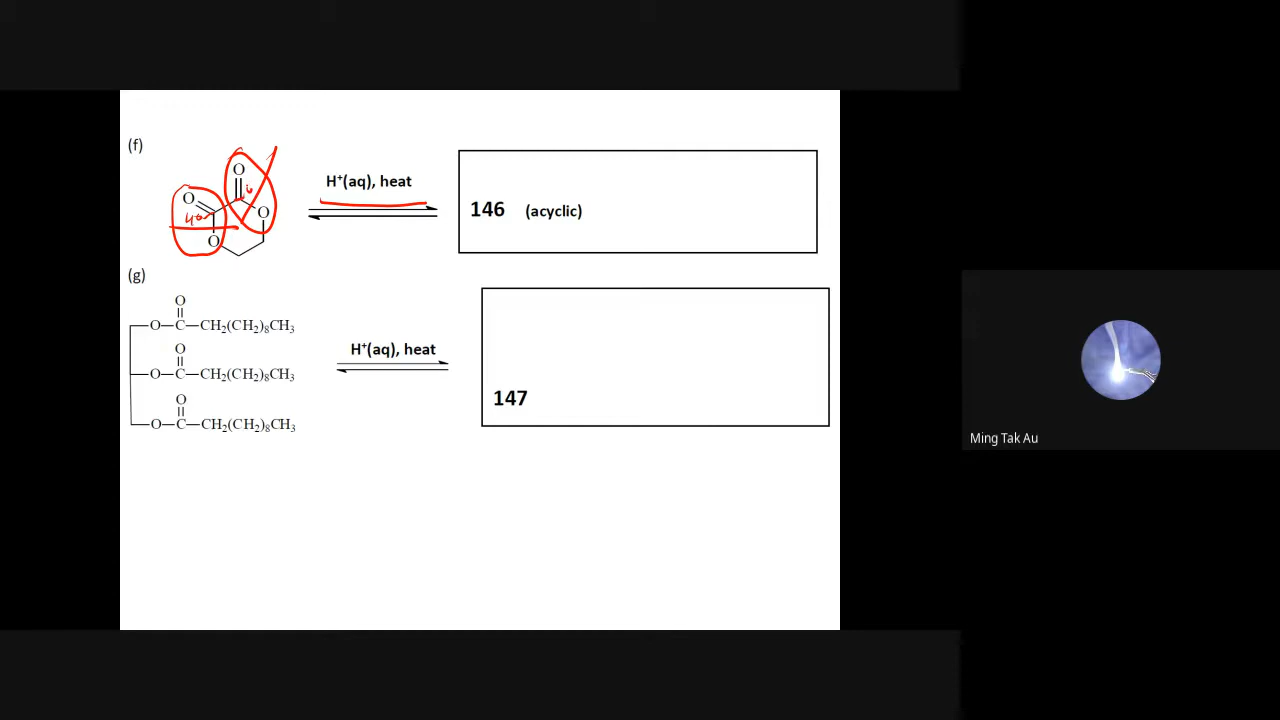 (f)
O
O
O
O
H⁺(aq), heat
146 (acyclic)
(g)
O
O—C—CH₂(CH₂)₈CH₃
O
O—C—CH₂(CH₂)₈CH₃
O
O—C—CH₂(CH₂)₈CH₃
H⁺(aq), heat
147
Ming Tak Au